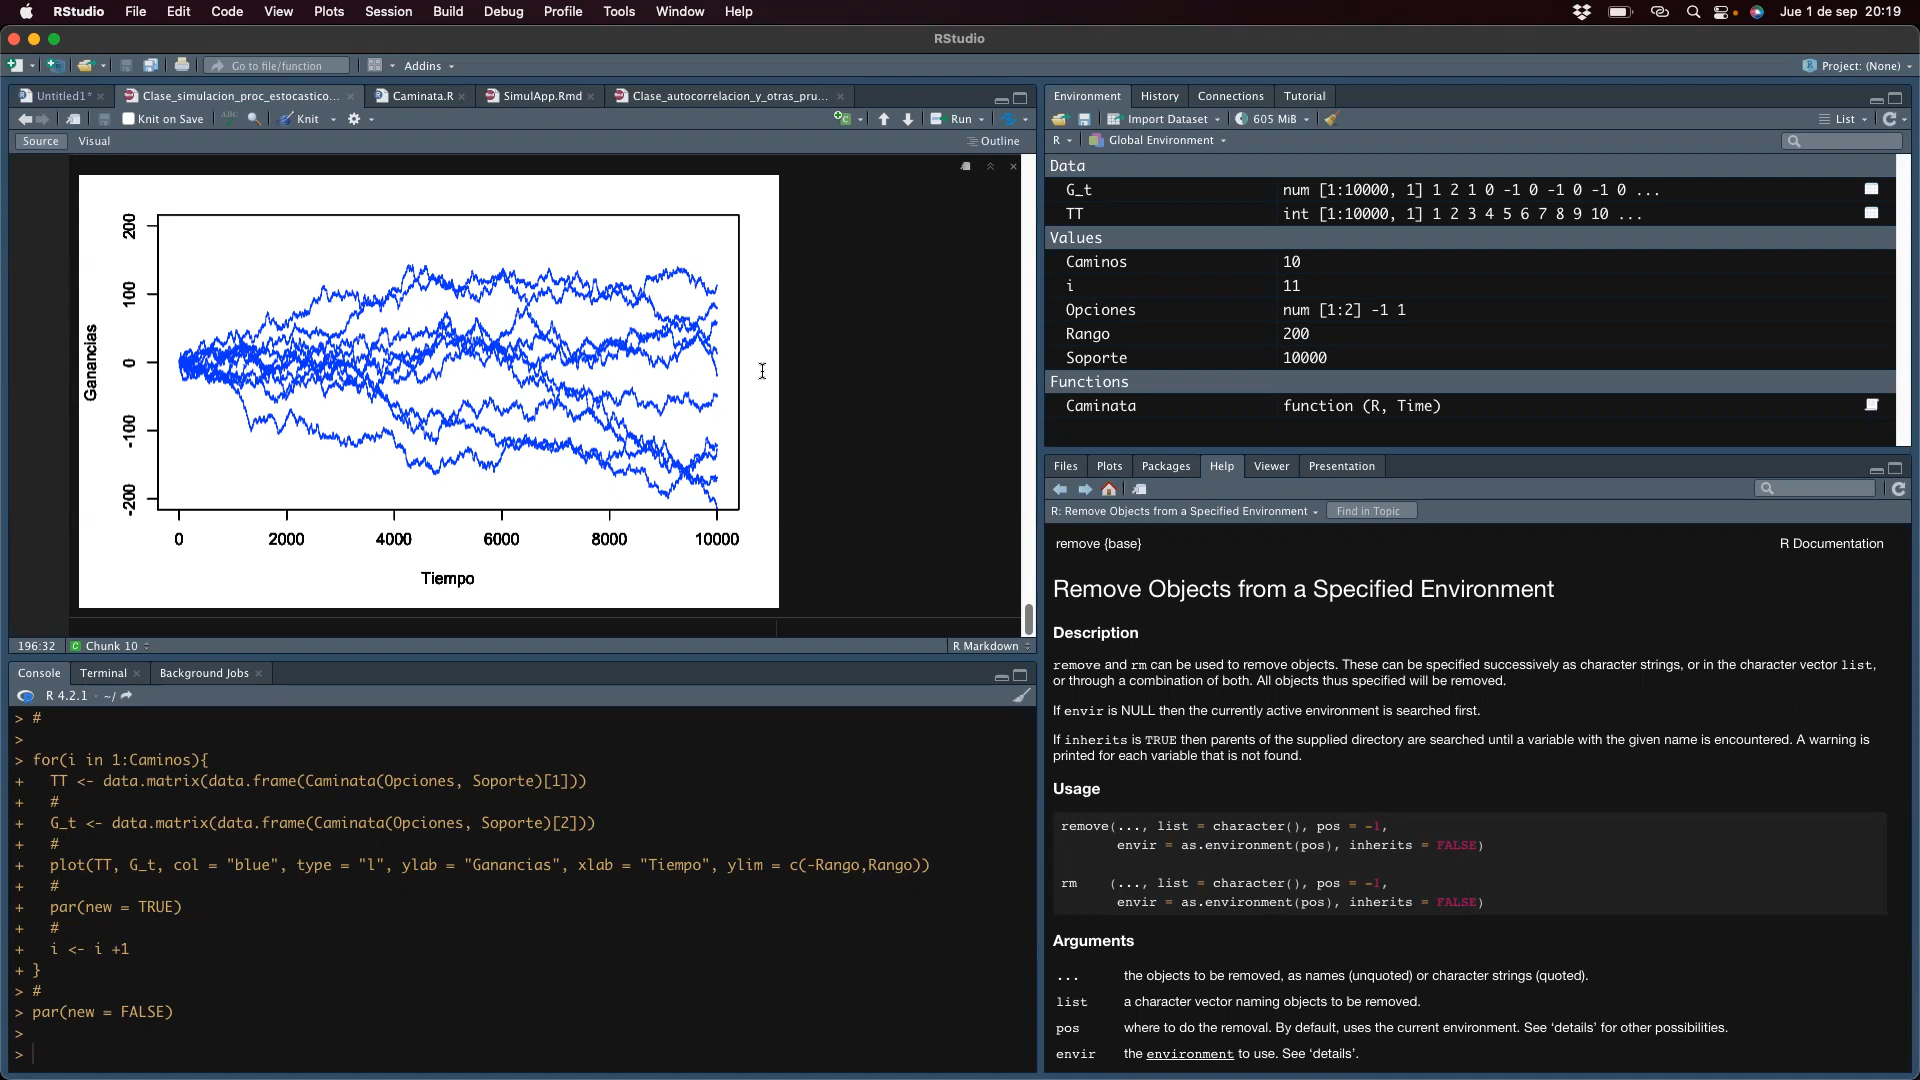 RStudio File Edit Code View Plots Session Build Debug Profile Tools Window Help Jue 1 de sep 20:19
RStudio
Go to file/function Addins Project: (None)
Untitled1* Clase_simulacion_proc_estocastico... Caminata.R SimulApp.Rmd Clase_autocorrelacion_y_otras_pru...
Knit on Save ABC Knit Run
Source Visual Outline
200
100
0
-100
-200
Ganancias
0 2000 4000 6000 8000 10000
Tiempo
196:32 C Chunk 10 R Markdown
Console Terminal Background Jobs
R 4.2.1 · ~/
> #
>
> for(i in 1:Caminos){
+ TT <- data.matrix(data.frame(Caminata(Opciones, Soporte)[1]))
+ #
+ G_t <- data.matrix(data.frame(Caminata(Opciones, Soporte)[2]))
+ #
+ plot(TT, G_t, col = "blue", type = "l", ylab = "Ganancias", xlab = "Tiempo", ylim = c(-Rango,Rango))
+ #
+ par(new = TRUE)
+ #
+ i <- i +1
+ }
> #
> par(new = FALSE)
>
>
Environment History Connections Tutorial
Import Dataset 605 MiB List
R Global Environment
Data
G_t num [1:10000, 1] 1 2 1 0 -1 0 -1 0 -1 0 ...
TT int [1:10000, 1] 1 2 3 4 5 6 7 8 9 10 ...
Values
Caminos 10
i 11
Opciones num [1:2] -1 1
Rango 200
Soporte 10000
Functions
Caminata function (R, Time)
Files Plots Packages Help Viewer Presentation
R: Remove Objects from a Specified Environment Find in Topic
remove {base} R Documentation
Remove Objects from a Specified Environment
Description
remove and rm can be used to remove objects. These can be specified successively as character strings, or in the character vector list,
or through a combination of both. All objects thus specified will be removed.
If envir is NULL then the currently active environment is searched first.
If inherits is TRUE then parents of the supplied directory are searched until a variable with the given name is encountered. A warning is
printed for each variable that is not found.
Usage
remove(..., list = character(), pos = -1,
envir = as.environment(pos), inherits = FALSE)
rm (..., list = character(), pos = -1,
envir = as.environment(pos), inherits = FALSE)
Arguments
... the objects to be removed, as names (unquoted) or character strings (quoted).
list a character vector naming objects to be removed.
pos where to do the removal. By default, uses the current environment. See ‘details’ for other possibilities.
envir the environment to use. See ‘details’.